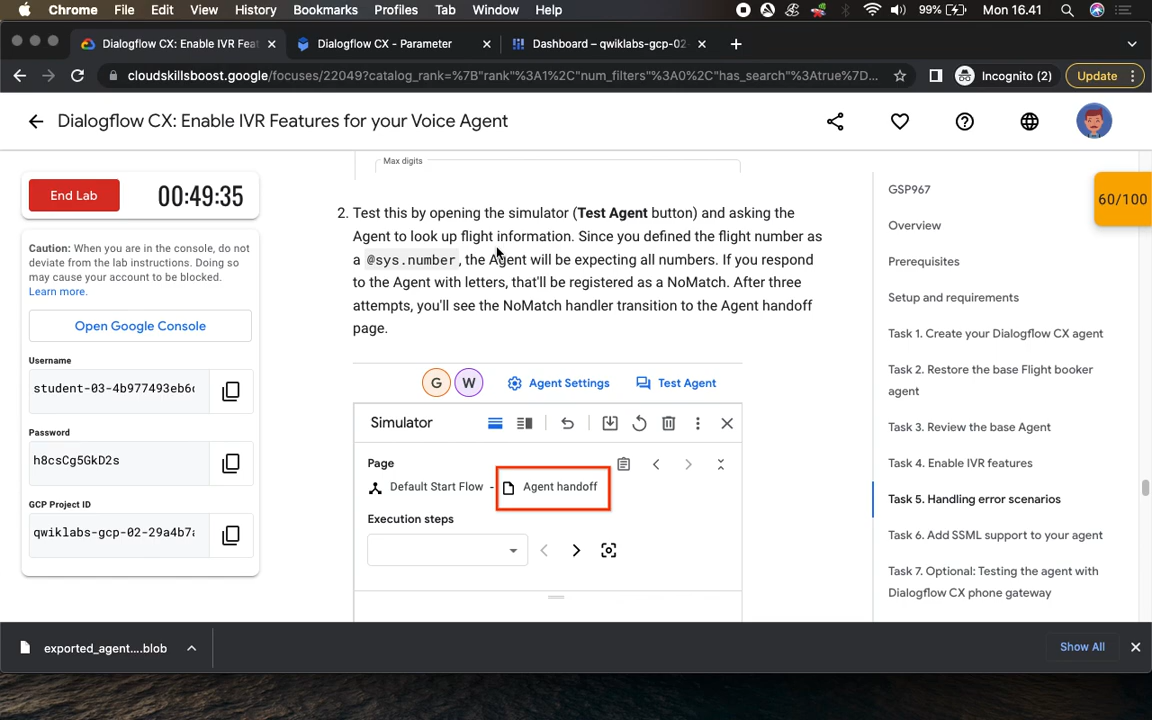 Chrome File Edit View History Bookmarks Profiles Tab Window Help 99% Mon 16.41
Dialogflow CX: Enable IVR Feat
Dialogflow CX - Parameter
Dashboard – qwiklabs-gcp-02-
cloudskillsboost.google/focuses/22049?catalog_rank=%7B"rank"%3A1%2C"num_filters"%3A0%2C"has_search"%3Atrue%7D...
Incognito (2)
Update
Dialogflow CX: Enable IVR Features for your Voice Agent
End Lab
00:49:35
Caution: When you are in the console, do not
deviate from the lab instructions. Doing so
may cause your account to be blocked.
Learn more.
Open Google Console
Username
student-03-4b977493eb6
Password
h8csCg5GkD2s
GCP Project ID
qwiklabs-gcp-02-29a4b7
Max digits
2. Test this by opening the simulator (Test Agent button) and asking the
Agent to look up flight information. Since you defined the flight number as
a @sys.number, the Agent will be expecting all numbers. If you respond
to the Agent with letters, that'll be registered as a NoMatch. After three
attempts, you'll see the NoMatch handler transition to the Agent handoff
page.
G W Agent Settings Test Agent
Simulator
Page
Default Start Flow - Agent handoff
Execution steps
GSP967
60/100
Overview
Prerequisites
Setup and requirements
Task 1. Create your Dialogflow CX agent
Task 2. Restore the base Flight booker
agent
Task 3. Review the base Agent
Task 4. Enable IVR features
Task 5. Handling error scenarios
Task 6. Add SSML support to your agent
Task 7. Optional: Testing the agent with
Dialogflow CX phone gateway
exported_agent....blob
Show All